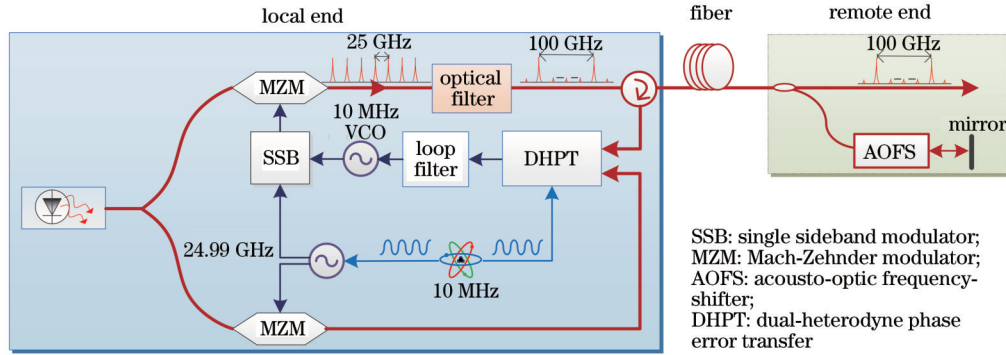 local end
fiber
remote end
25 GHz
100 GHz
100 GHz
MZM
optical
filter
10 MHz
VCO
SSB
loop
filter
DHPT
mirror
AOFS
24.99 GHz
10 MHz
MZM
SSB: single sideband modulator;
MZM: Mach-Zehnder modulator;
AOFS: acousto-optic frequency-
shifter;
DHPT: dual-heterodyne phase
error transfer